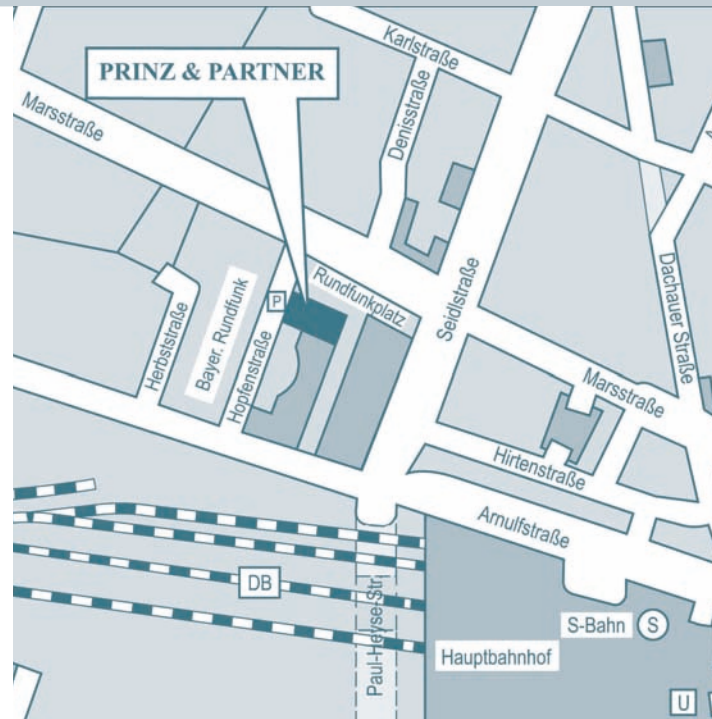 Karlstraße
PRINZ & PARTNER
Marsstraße
Denisstraße
Dachauer Straße
Rundfunkplatz
Seidlstraße
P
Bayer. Rundfunk
Herbststraße
Hopfenstraße
Marsstraße
Hirtenstraße
Arnulfstraße
DB
Paul-Heyse-Str.
S-Bahn
S
Hauptbahnhof
U